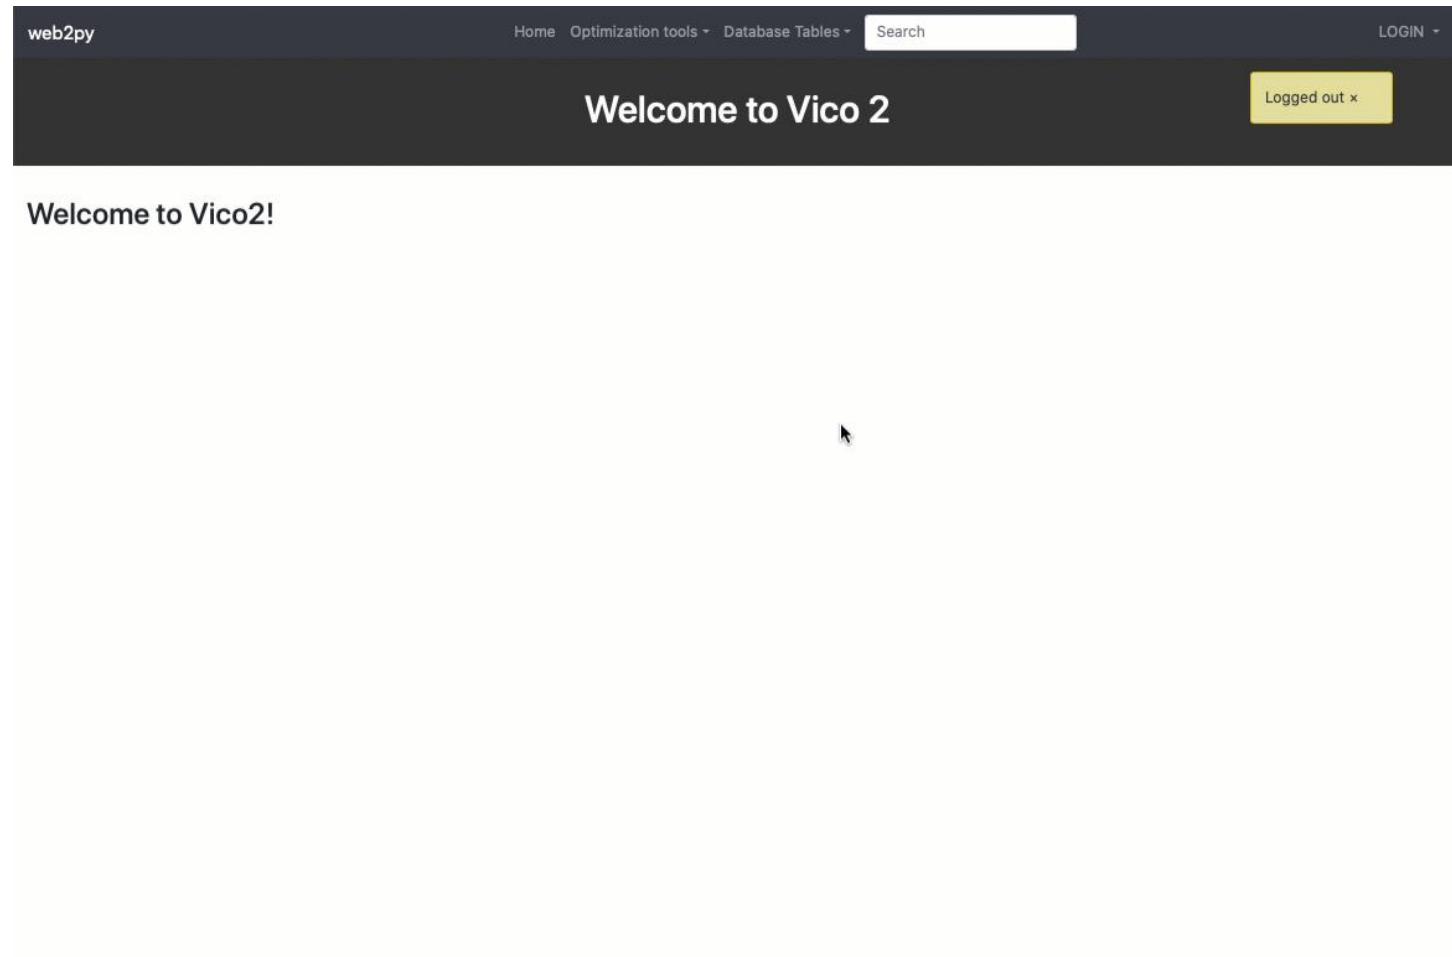 web2py Home Optimization tools Database Tables Search LOGIN
Welcome to Vico 2
Logged out ×
Welcome to Vico2!